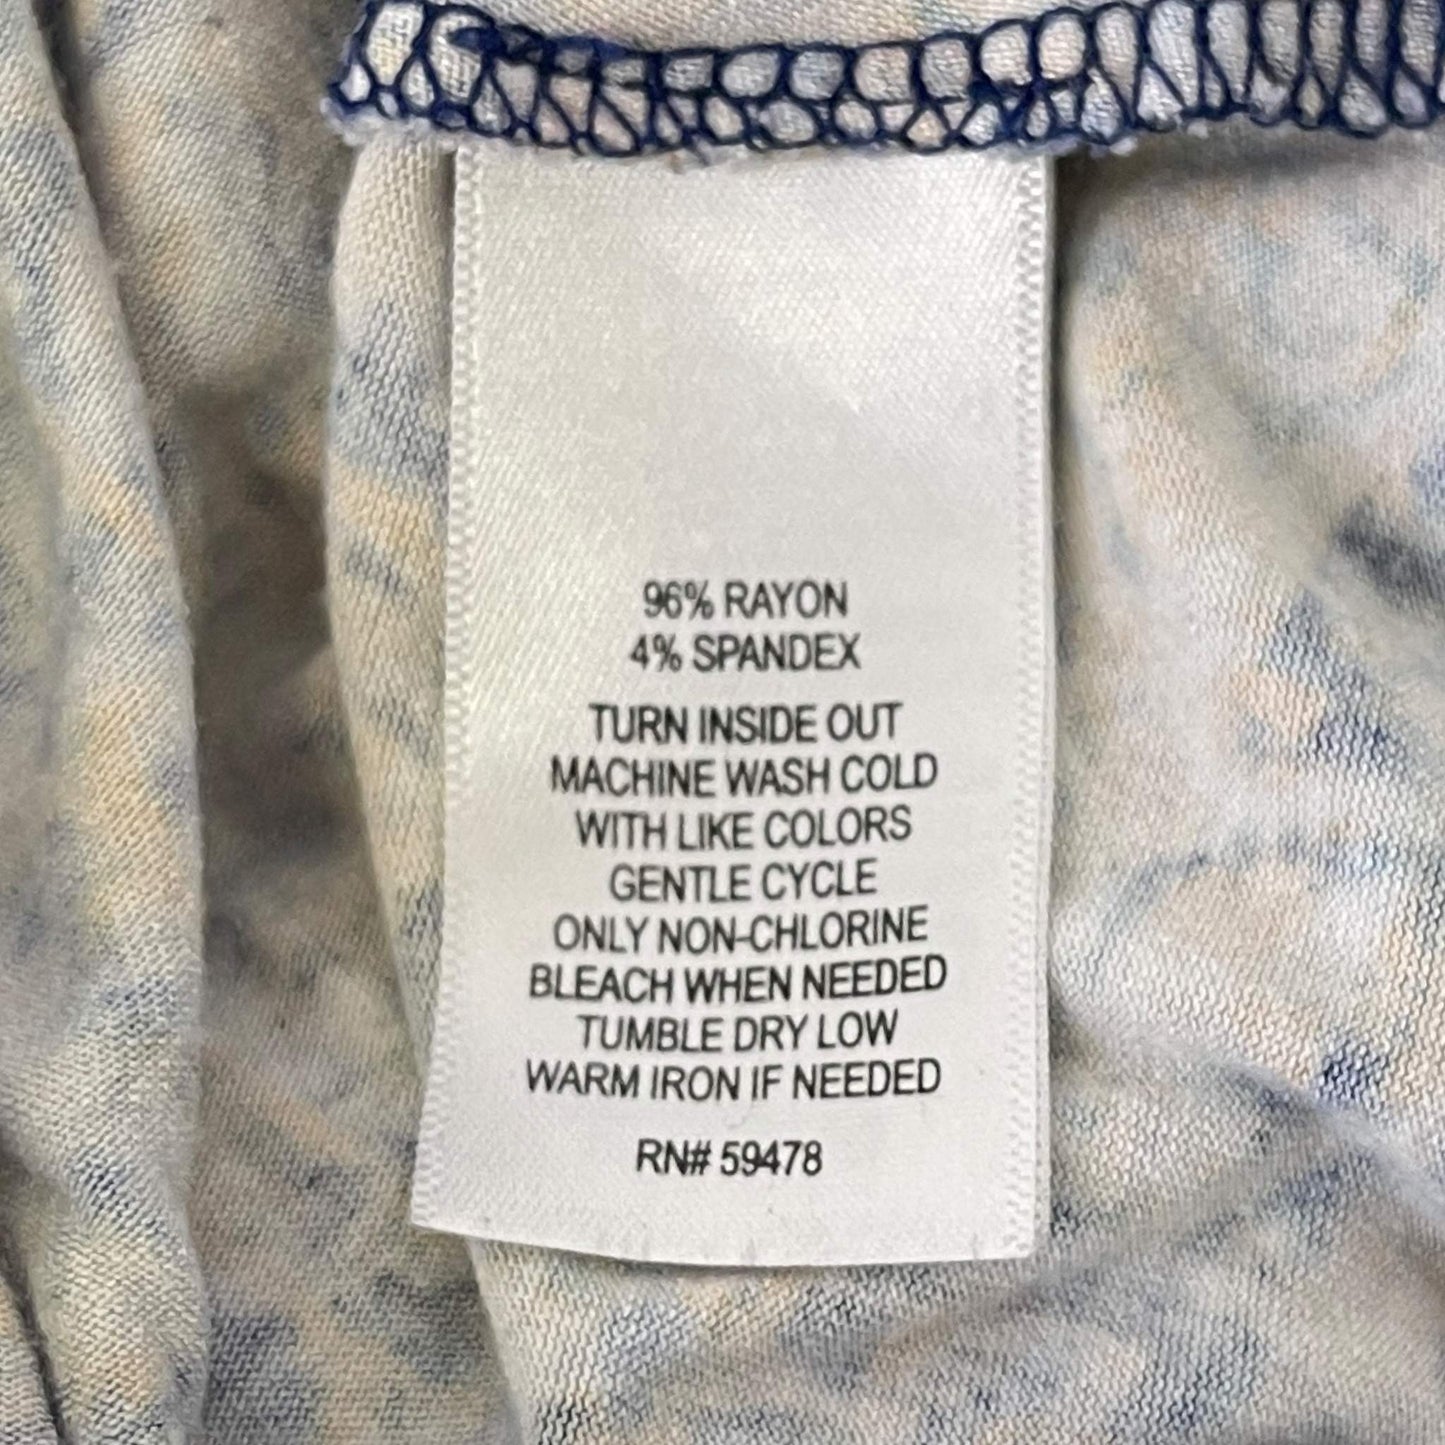 96% RAYON
4% SPANDEX
TURN INSIDE OUT
MACHINE WASH COLD
WITH LIKE COLORS
GENTLE CYCLE
ONLY NON-CHLORINE
BLEACH WHEN NEEDED
TUMBLE DRY LOW
WARM IRON IF NEEDED
RN# 59478